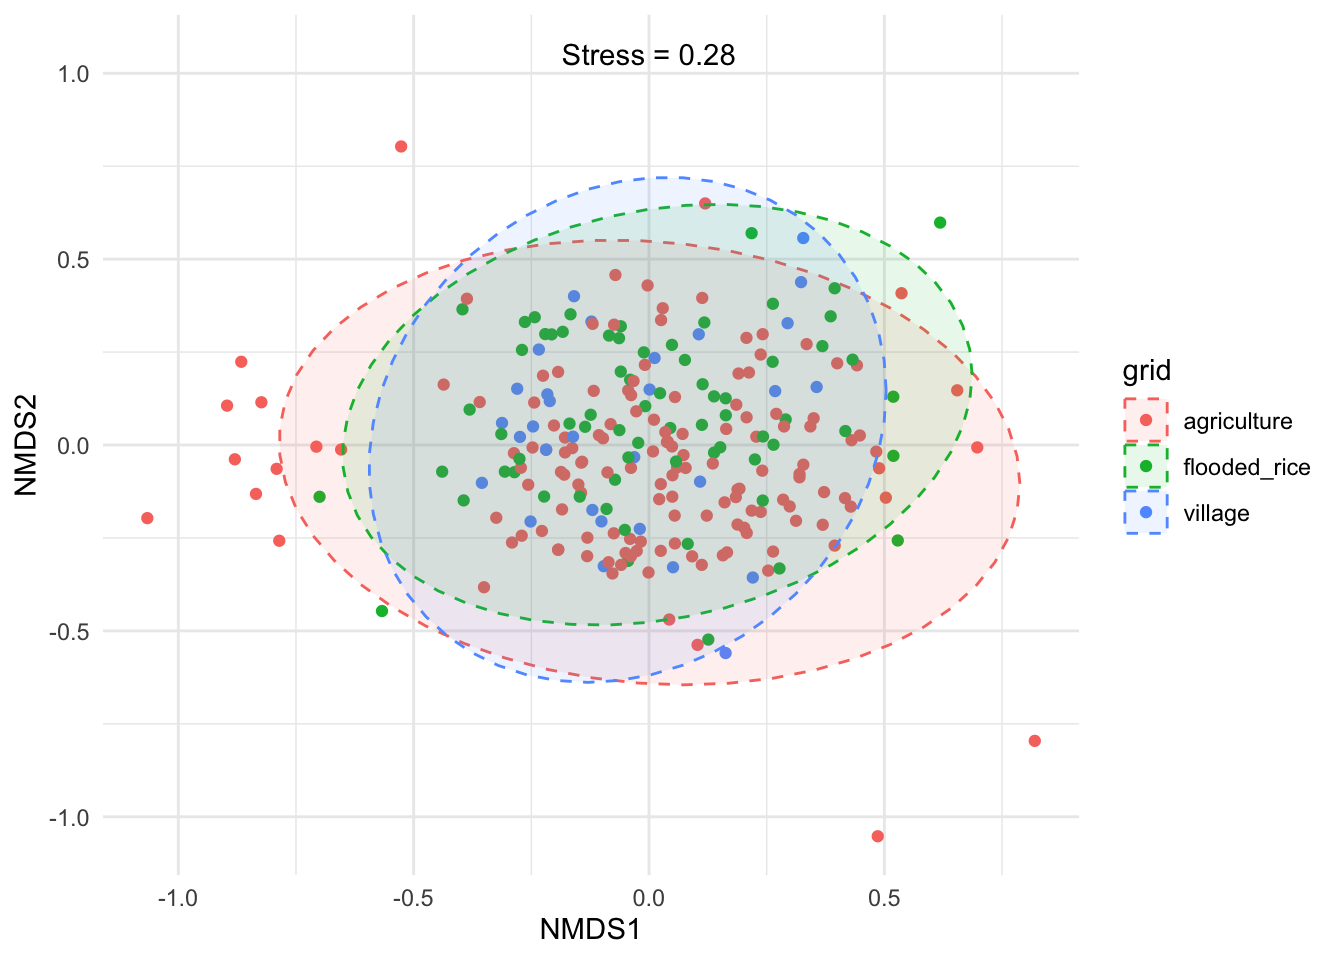 Stress = 0.28
1.0
0.5
0.0
-0.5
-1.0
NMDS2
-1.0
-0.5
0.0
0.5
NMDS1
grid
agriculture
flooded_rice
village